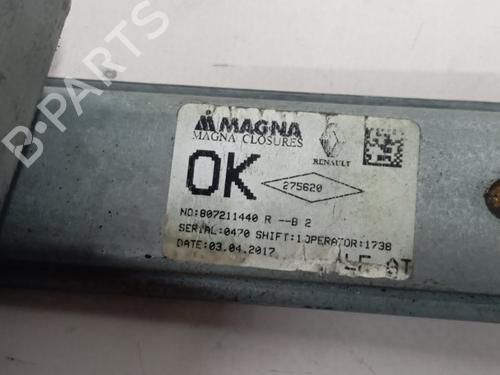 B-PARTS
MAGNA
MAGNA CLOSURES
RENAULT
OK
275620
NO:807211440 R --B 2
SERIAL:0470 SHIFT:1 OPERATOR:1738
DATE:03.04.2017